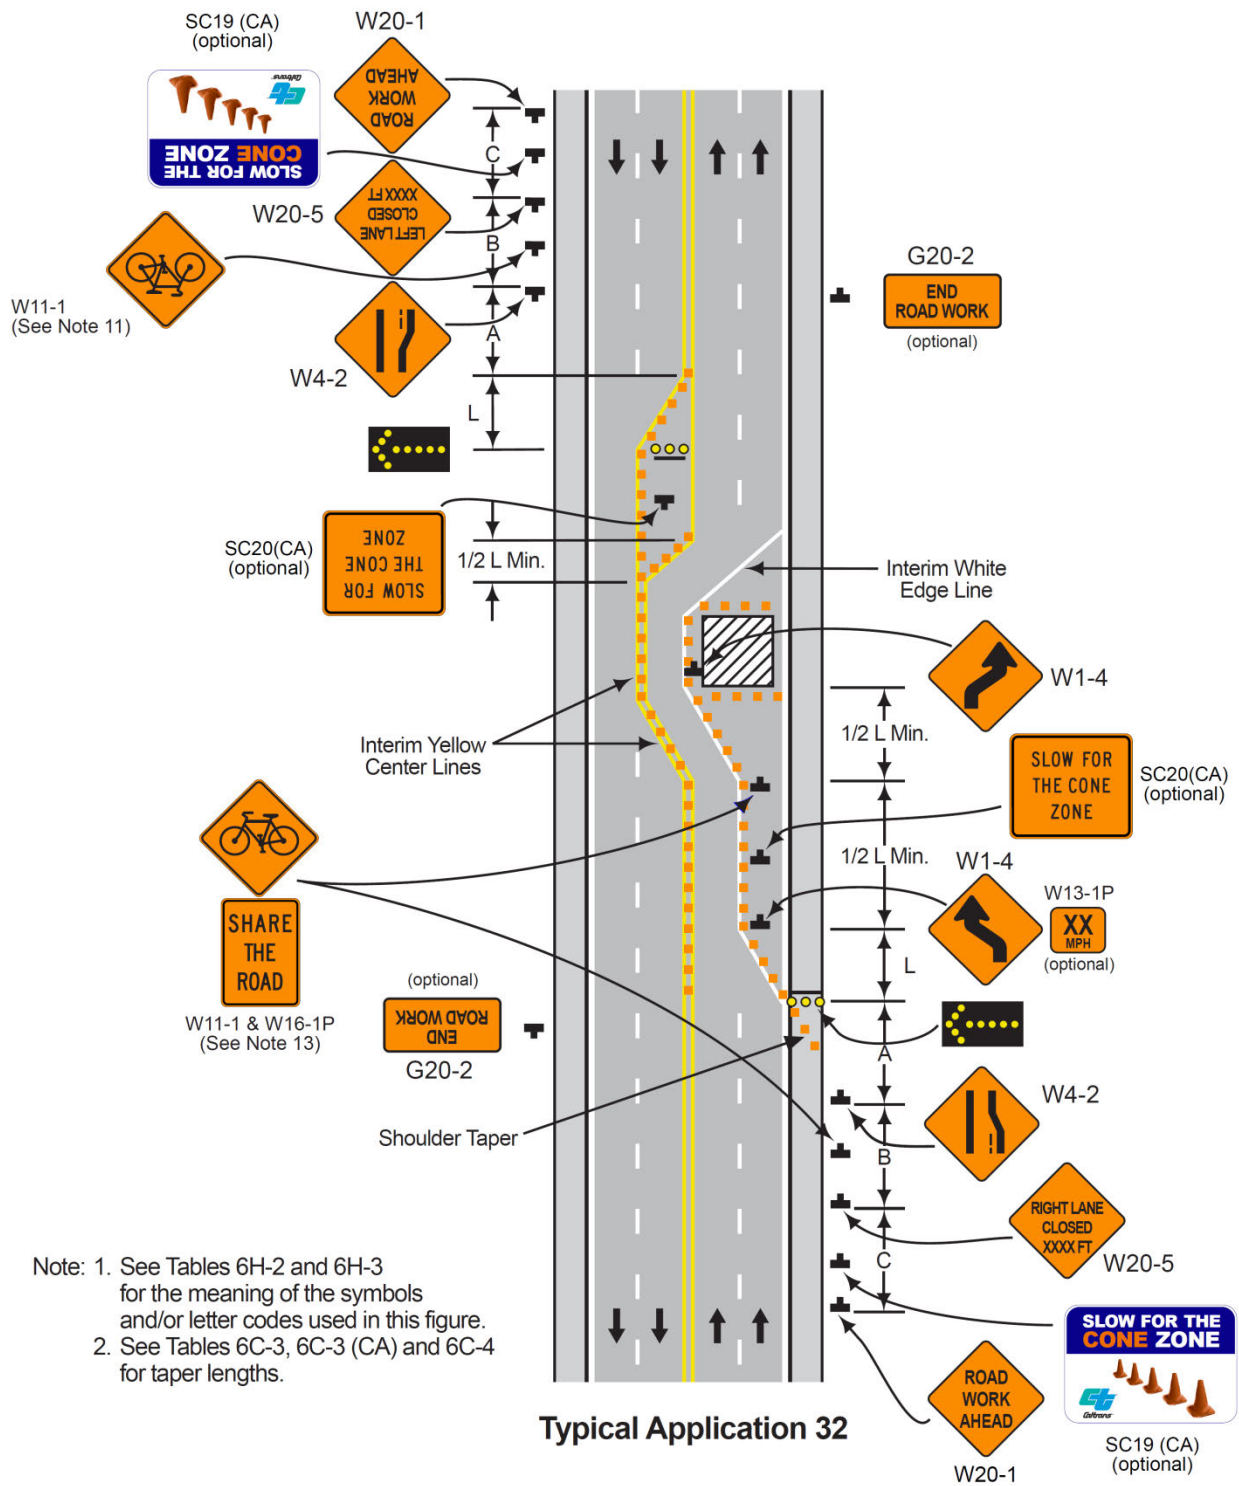 SC19 (CA)
(optional)
W20-1
ROAD
WORK
AHEAD
Caltrans
SLOW FOR THE
CONE ZONE
C
W20-5
LEFT LANE
CLOSED
XXXX FT
B
W11-1
(See Note 11)
A
W4-2
L
G20-2
END
ROAD WORK
(optional)
SC20(CA)
(optional)
SLOW FOR
THE CONE
ZONE
1/2 L Min.
Interim White
Edge Line
W1-4
1/2 L Min.
Interim Yellow
Center Lines
SLOW FOR
THE CONE
ZONE
SC20(CA)
(optional)
1/2 L Min.
W1-4
W13-1P
XX
MPH
(optional)
SHARE
THE
ROAD
W11-1 & W16-1P
(See Note 13)
L
(optional)
END
ROAD WORK
G20-2
A
W4-2
Shoulder Taper
B
RIGHT LANE
CLOSED
XXXX FT
W20-5
C
Note: 1. See Tables 6H-2 and 6H-3
for the meaning of the symbols
and/or letter codes used in this figure.
2. See Tables 6C-3, 6C-3 (CA) and 6C-4
for taper lengths.
SLOW FOR THE
CONE ZONE
Caltrans
ROAD
WORK
AHEAD
W20-1
SC19 (CA)
(optional)
Typical Application 32